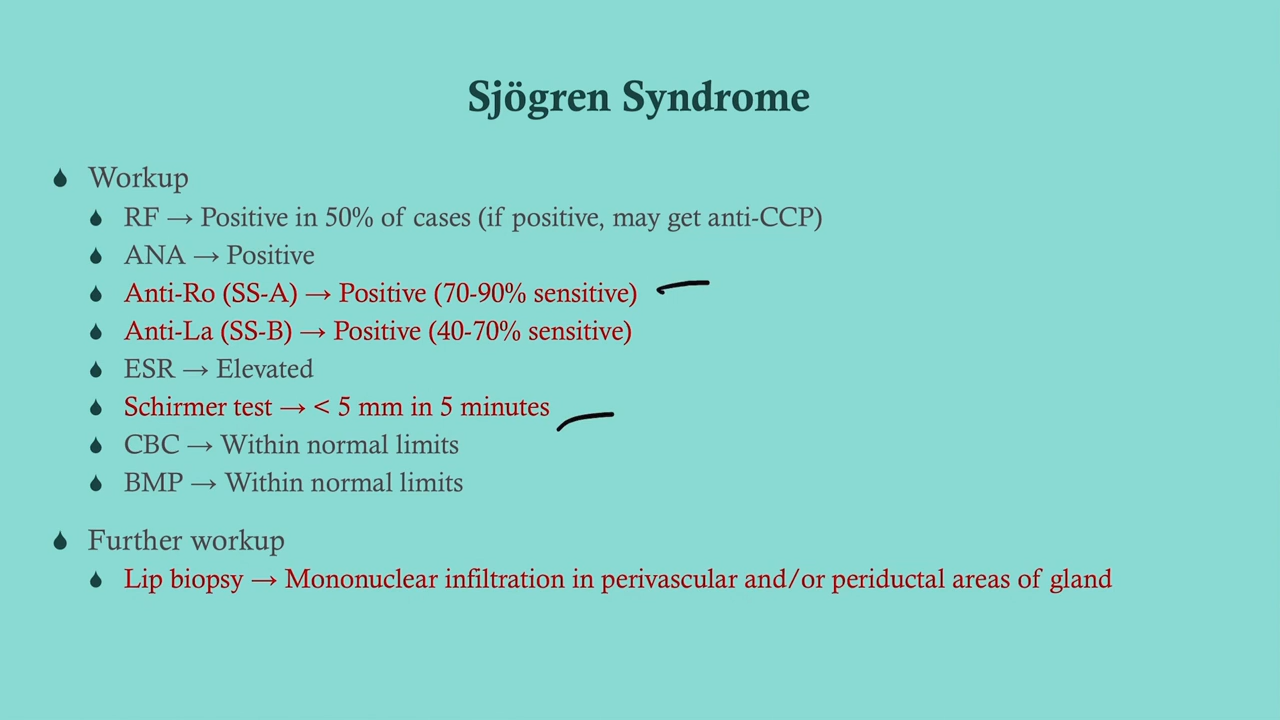 Sjögren Syndrome
Workup
RF → Positive in 50% of cases (if positive, may get anti-CCP)
ANA → Positive
Anti-Ro (SS-A) → Positive (70-90% sensitive)
Anti-La (SS-B) → Positive (40-70% sensitive)
ESR → Elevated
Schirmer test → < 5 mm in 5 minutes
CBC → Within normal limits
BMP → Within normal limits
Further workup
Lip biopsy → Mononuclear infiltration in perivascular and/or periductal areas of gland